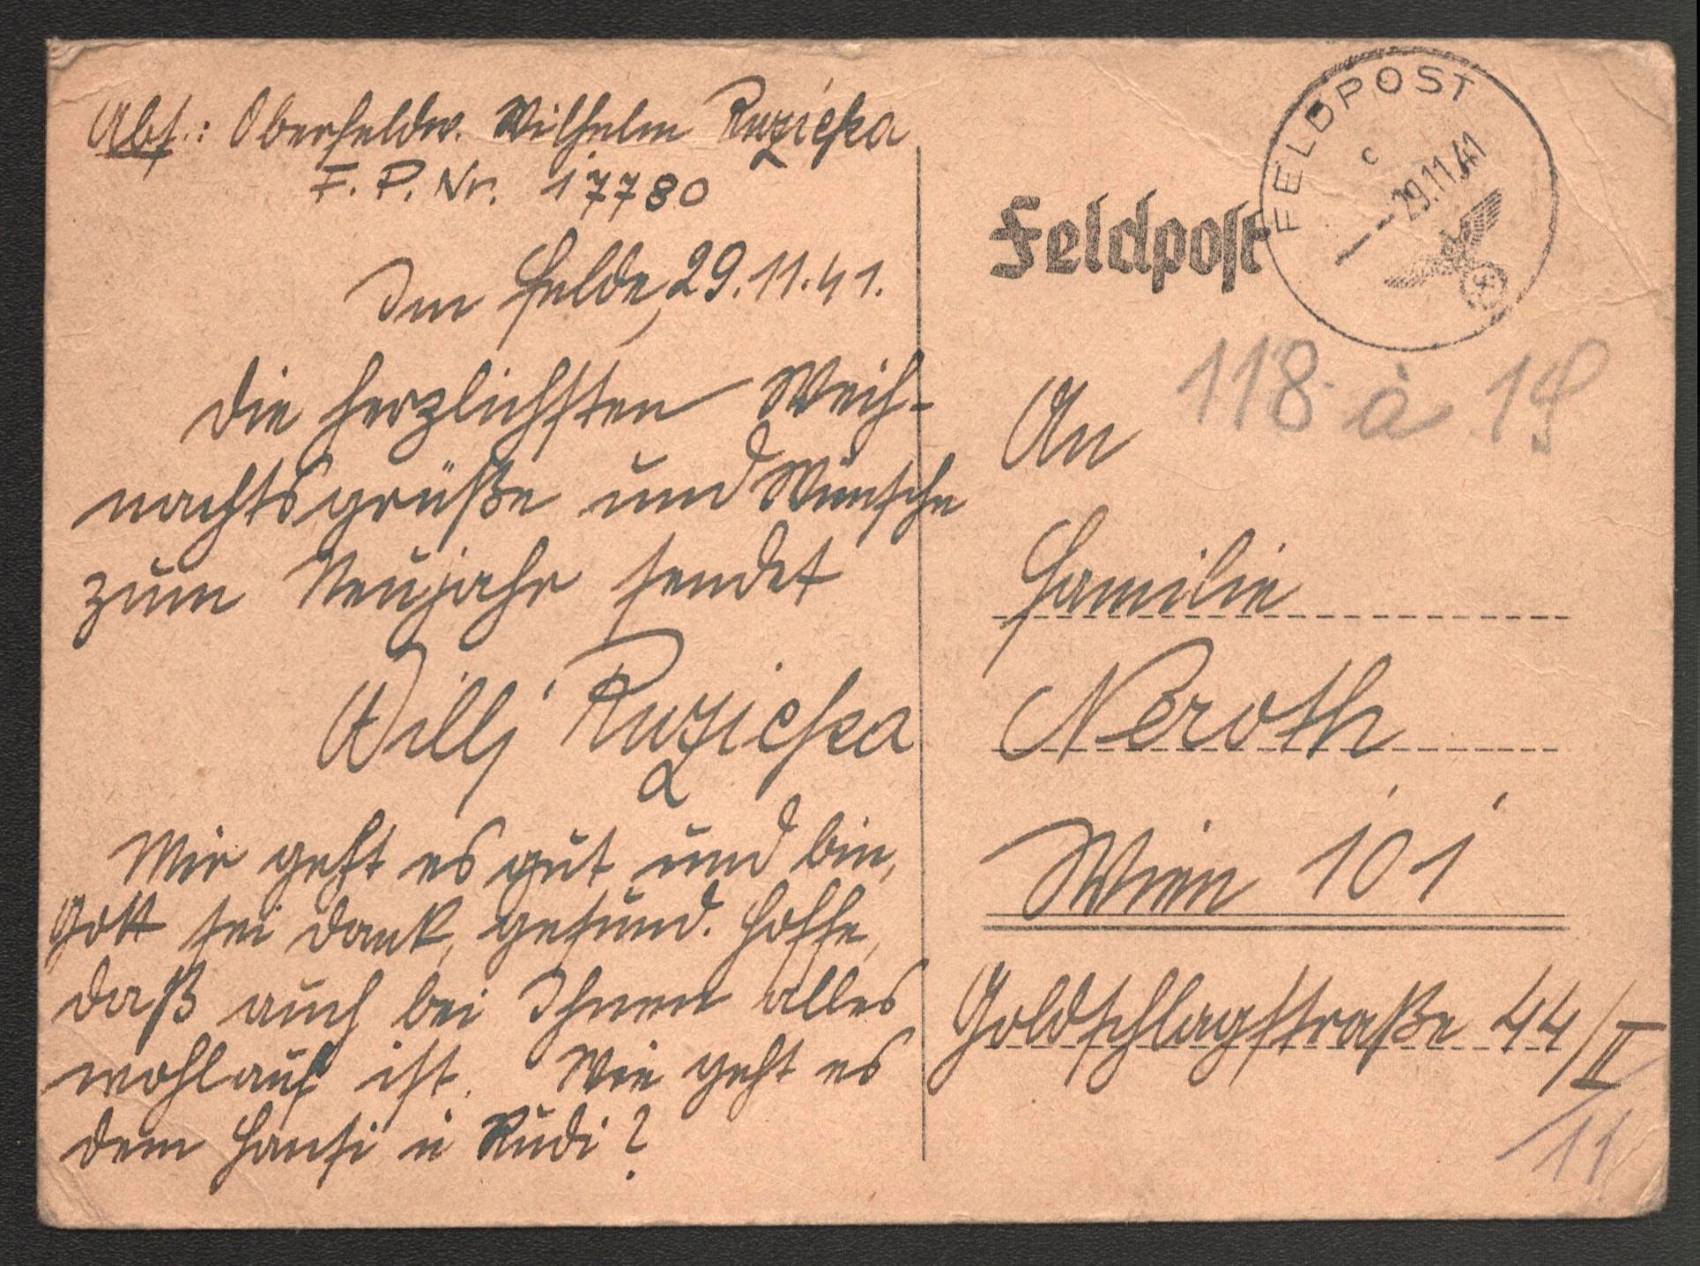 Abs.: Oberfeldw. Wilhelm Ruzicka
F. P. Nr. 17780
Im Felde, 29.11.41.
Die herzlichsten Weih-
nachtsgrüße und Wünsche
zum Neujahr sendet
Willj Ruzicka
Mir geht es gut und bin,
Gott sei Dank, gesund. Hoffe,
daß auch bei Ihnen alles
wohlauf ist. Wie geht es
dem Hansi u Rudi?
Feldpost
FELDPOST
c
29.11.41
118 à 15
An
Familie
Neroth
Wien 101
Goldschlagstraße 44/II
/11